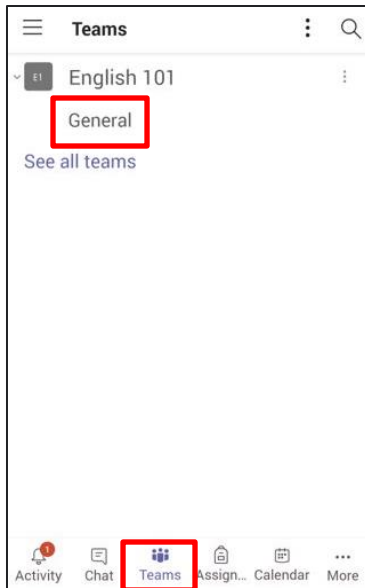 Teams
E1 English 101
General
See all teams
1
Activity Chat Teams Assign... Calendar More